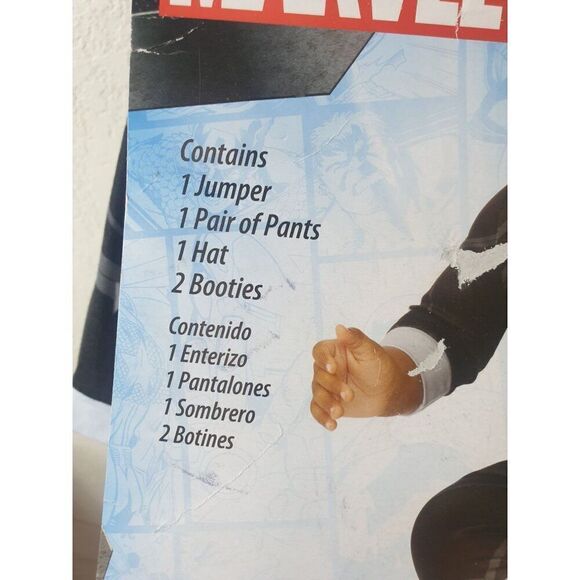 MARVEL
Contains
1 Jumper
1 Pair of Pants
1 Hat
2 Booties
Contenido
1 Enterizo
1 Pantalones
1 Sombrero
2 Botines